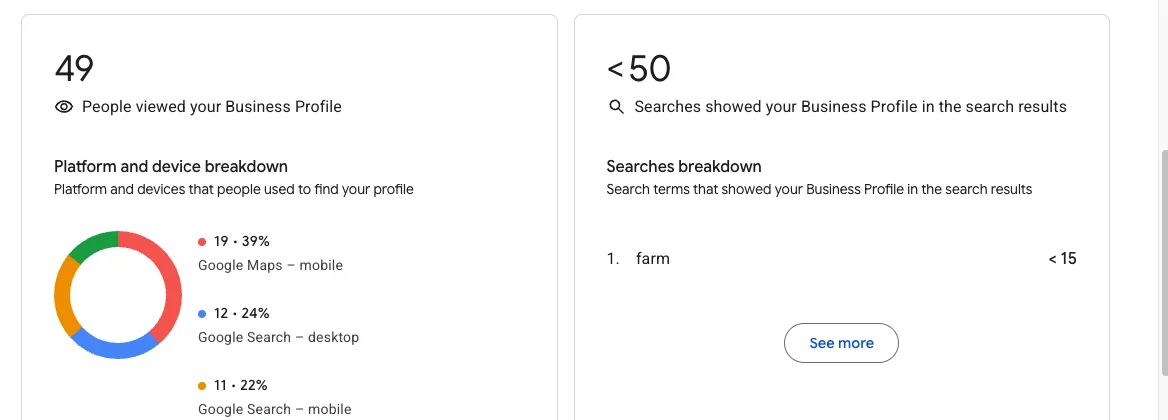 49
People viewed your Business Profile
Platform and device breakdown
Platform and devices that people used to find your profile
19 • 39%
Google Maps – mobile
12 • 24%
Google Search – desktop
11 • 22%
Google Search – mobile
<50
Searches showed your Business Profile in the search results
Searches breakdown
Search terms that showed your Business Profile in the search results
1. farm < 15
See more